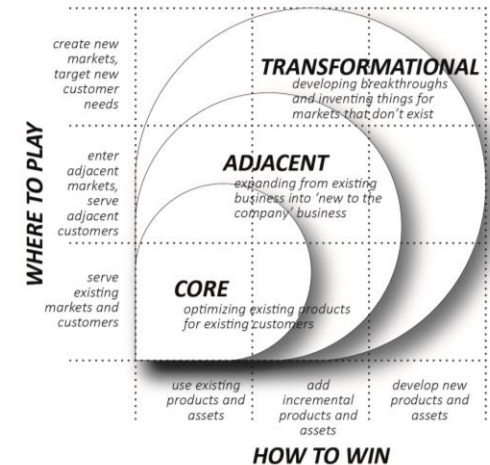 create new
markets,
target new
customer
needs
TRANSFORMATIONAL
developing breakthroughs
and inventing things for
markets that don't exist
WHERE TO PLAY
enter
adjacent
markets,
serve
adjacent
customers
ADJACENT
expanding from existing
business into 'new to the
company' business
serve
existing
markets and
customers
CORE
optimizing existing products
for existing customers
use existing
products and
assets
add
incremental
products and
assets
develop new
products and
assets
HOW TO WIN